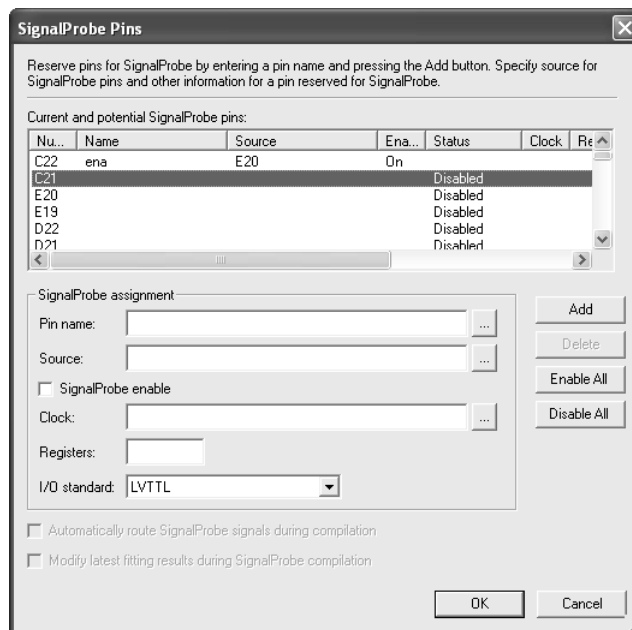 SignalProbe Pins
Reserve pins for SignalProbe by entering a pin name and pressing the Add button. Specify source for
SignalProbe pins and other information for a pin reserved for SignalProbe.
Current and potential SignalProbe pins:
Nu... Name Source Ena... Status Clock Re
C22 ena E20 On
C21 Disabled
E20 Disabled
E19 Disabled
D22 Disabled
D21 Disabled
SignalProbe assignment
Pin name: ...
Source: ...
SignalProbe enable
Clock: ...
Registers:
I/O standard: LVTTL
Add
Delete
Enable All
Disable All
Automatically route SignalProbe signals during compilation
Modify latest fitting results during SignalProbe compilation
OK Cancel